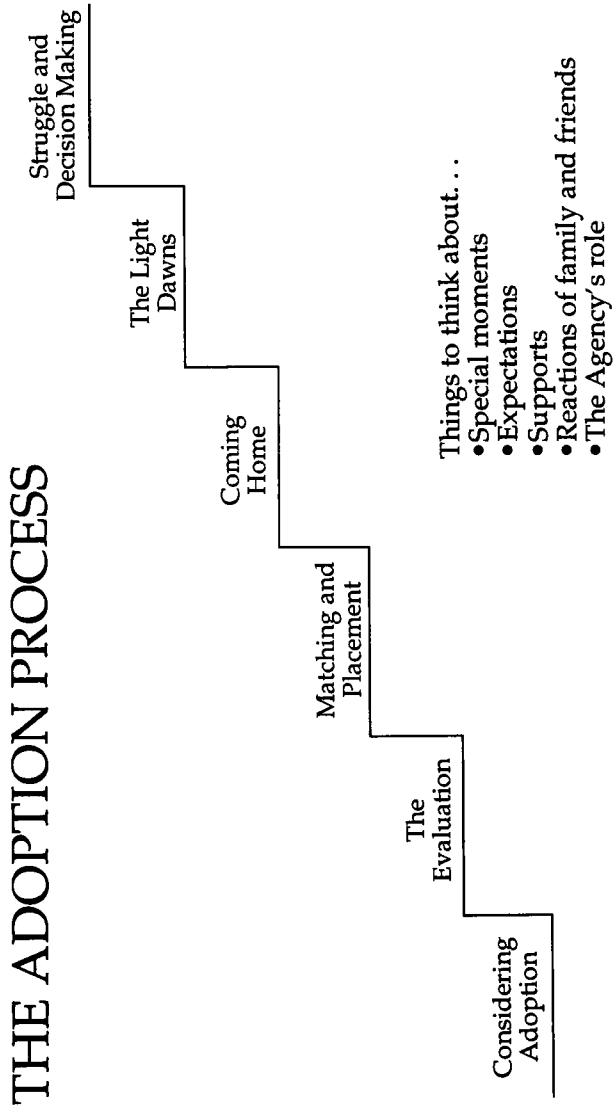 THE ADOPTION PROCESS
Considering
Adoption
The
Evaluation
Matching and
Placement
Coming
Home
The Light
Dawns
Struggle and
Decision Making
Things to think about...
•Special moments
•Expectations
•Supports
•Reactions of family and friends
•The Agency's role